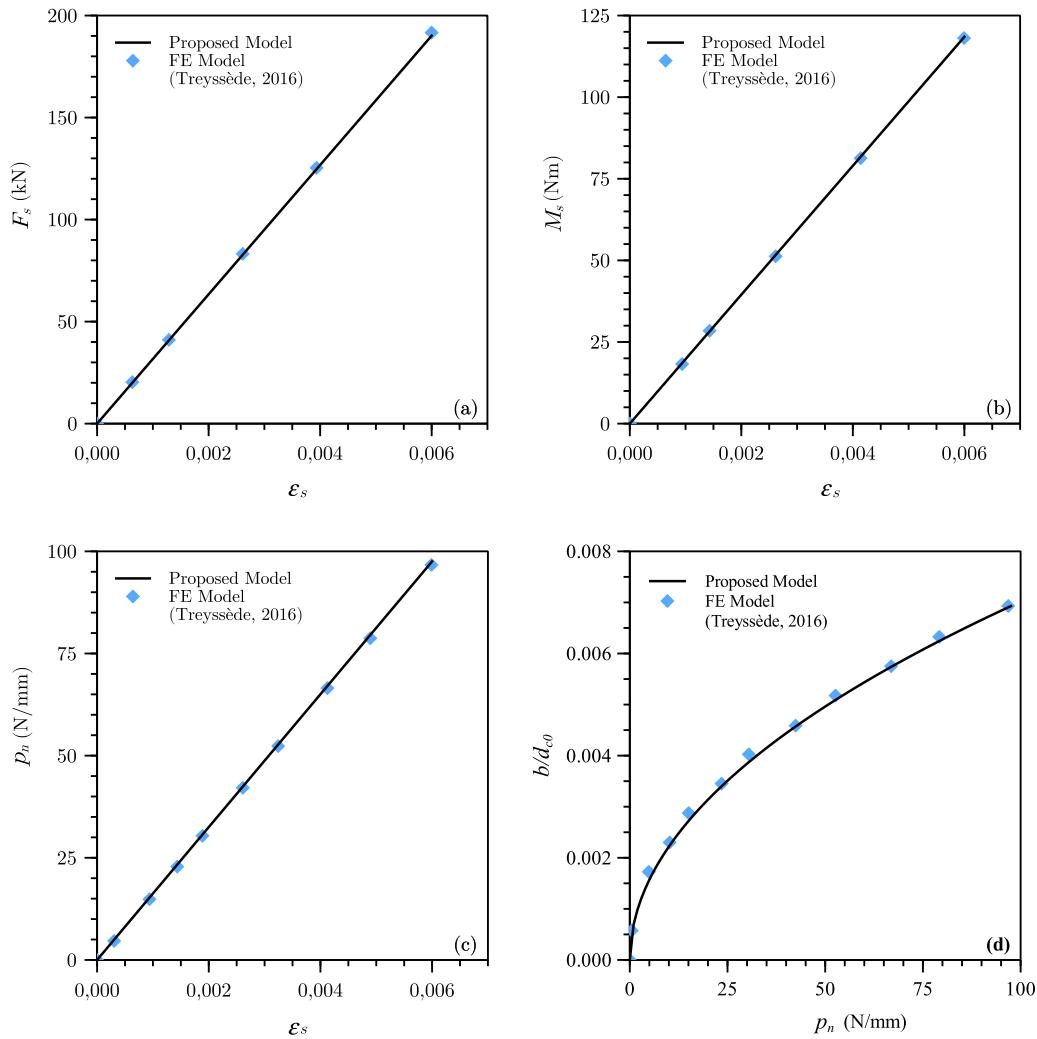 200
150
100
50
0
F_s (kN)
Proposed Model
FE Model
(Treyssède, 2016)
(a)
0,000 0,002 0,004 0,006
ε_s
125
100
75
50
25
0
M_s (Nm)
Proposed Model
FE Model
(Treyssède, 2016)
(b)
0,000 0,002 0,004 0,006
ε_s
100
75
50
25
0
p_n (N/mm)
Proposed Model
FE Model
(Treyssède, 2016)
(c)
0,000 0,002 0,004 0,006
ε_s
0.008
0.006
0.004
0.002
0.000
b/d_c0
Proposed Model
FE Model
(Treyssède, 2016)
(d)
0 25 50 75 100
p_n (N/mm)